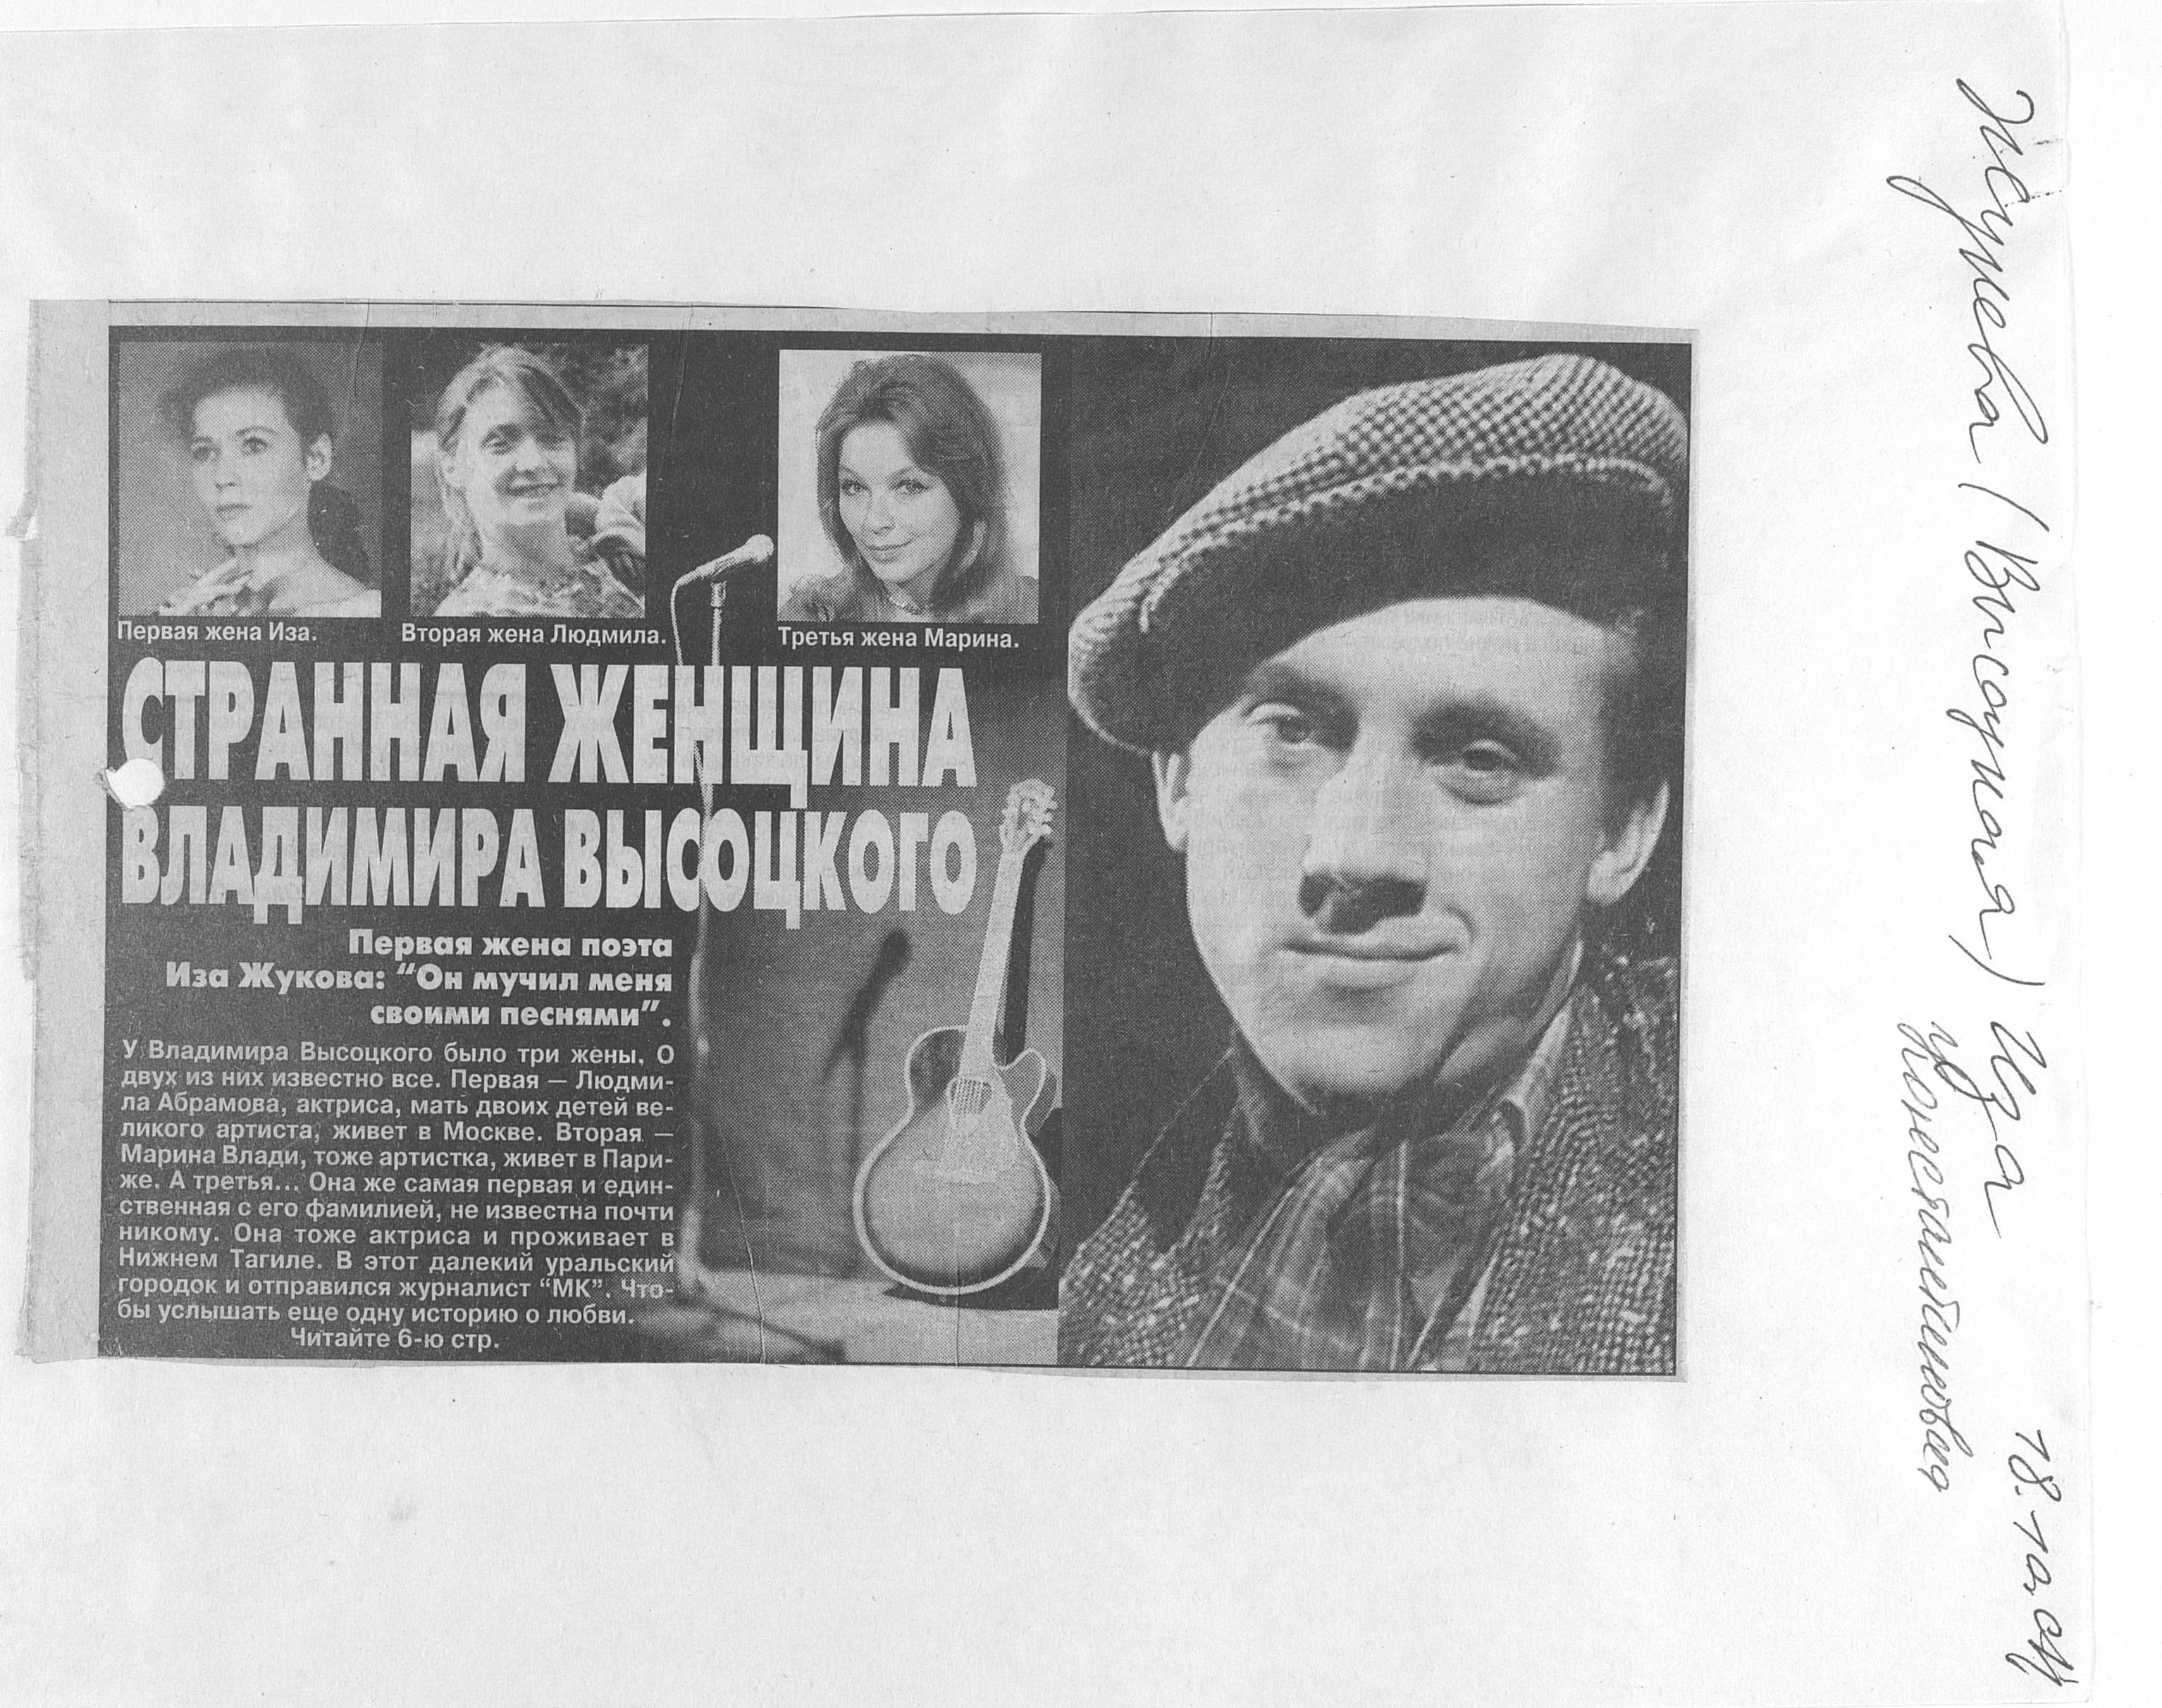 Первая жена Иза.
Вторая жена Людмила.
Третья жена Марина.
СТРАННАЯ ЖЕНЩИНА
ВЛАДИМИРА ВЫСОЦКОГО
Первая жена поэта
Иза Жукова: “Он мучил меня
своими песнями”.
У Владимира Высоцкого было три жены. О
двух из них известно все. Первая — Людми-
ла Абрамова, актриса, мать двоих детей ве-
ликого артиста, живет в Москве. Вторая —
Марина Влади, тоже артистка, живет в Пари-
же. А третья... Она же самая первая и един-
ственная с его фамилией, не известна почти
никому. Она тоже актриса и проживает в
Нижнем Тагиле. В этот далекий уральский
городок и отправился журналист “МК”. Что-
бы услышать еще одну историю о любви.
Читайте 6-ю стр.
(Высоцкая) Иза
Константиновна
18.10.04